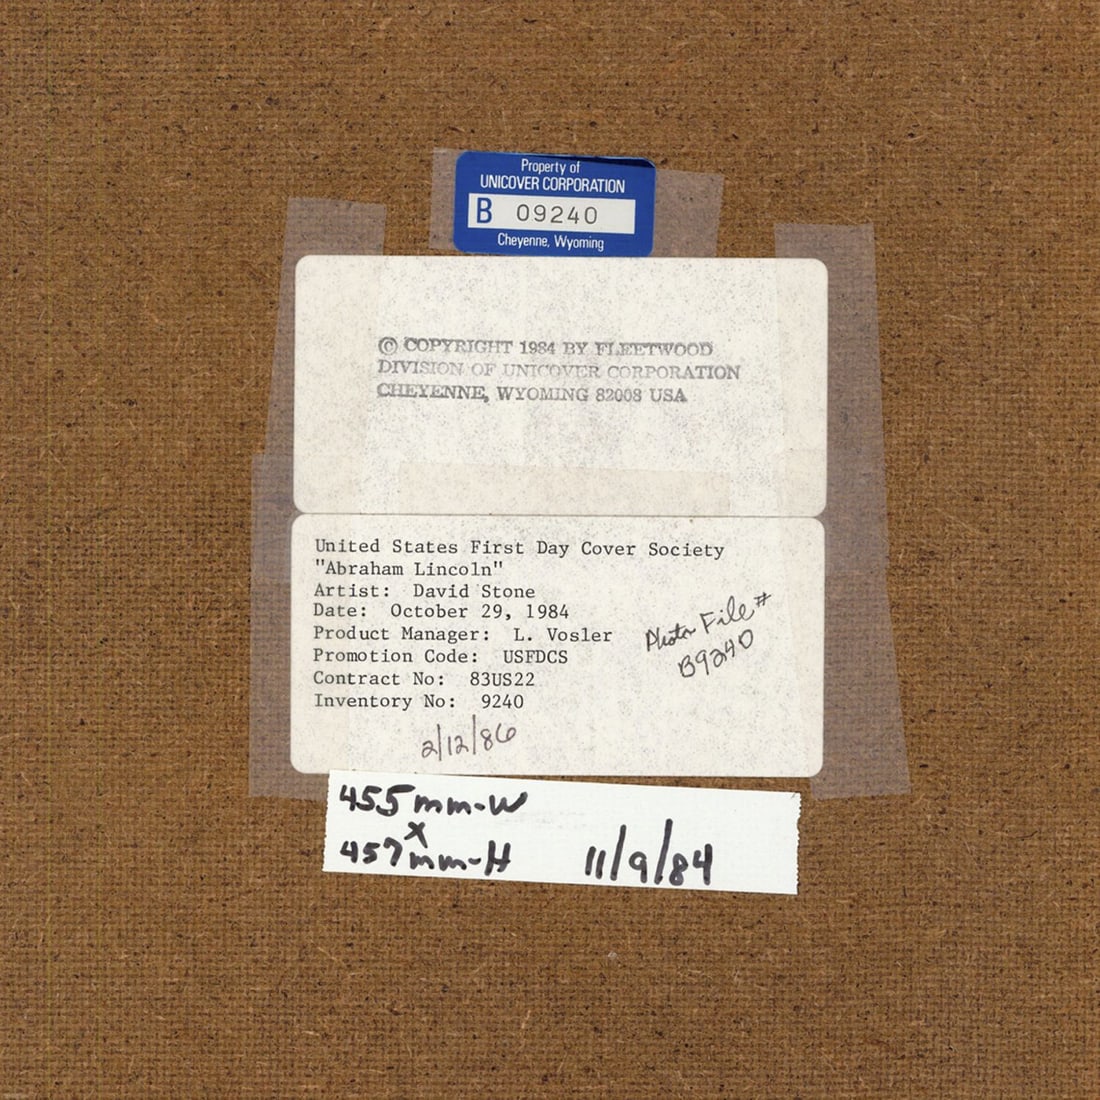 Property of
UNICOVER CORPORATION
B 09240
Cheyenne, Wyoming
© COPYRIGHT 1984 BY FLEETWOOD
DIVISION OF UNICOVER CORPORATION
CHEYENNE, WYOMING 82008 USA
United States First Day Cover Society
"Abraham Lincoln"
Artist: David Stone
Date: October 29, 1984
Product Manager: L. Vosler
Promotion Code: USFDCS
Contract No: 83US22
Inventory No: 9240
Photo File #
B9240
2/12/86
455mm-W
x
457mm-H 11/9/84